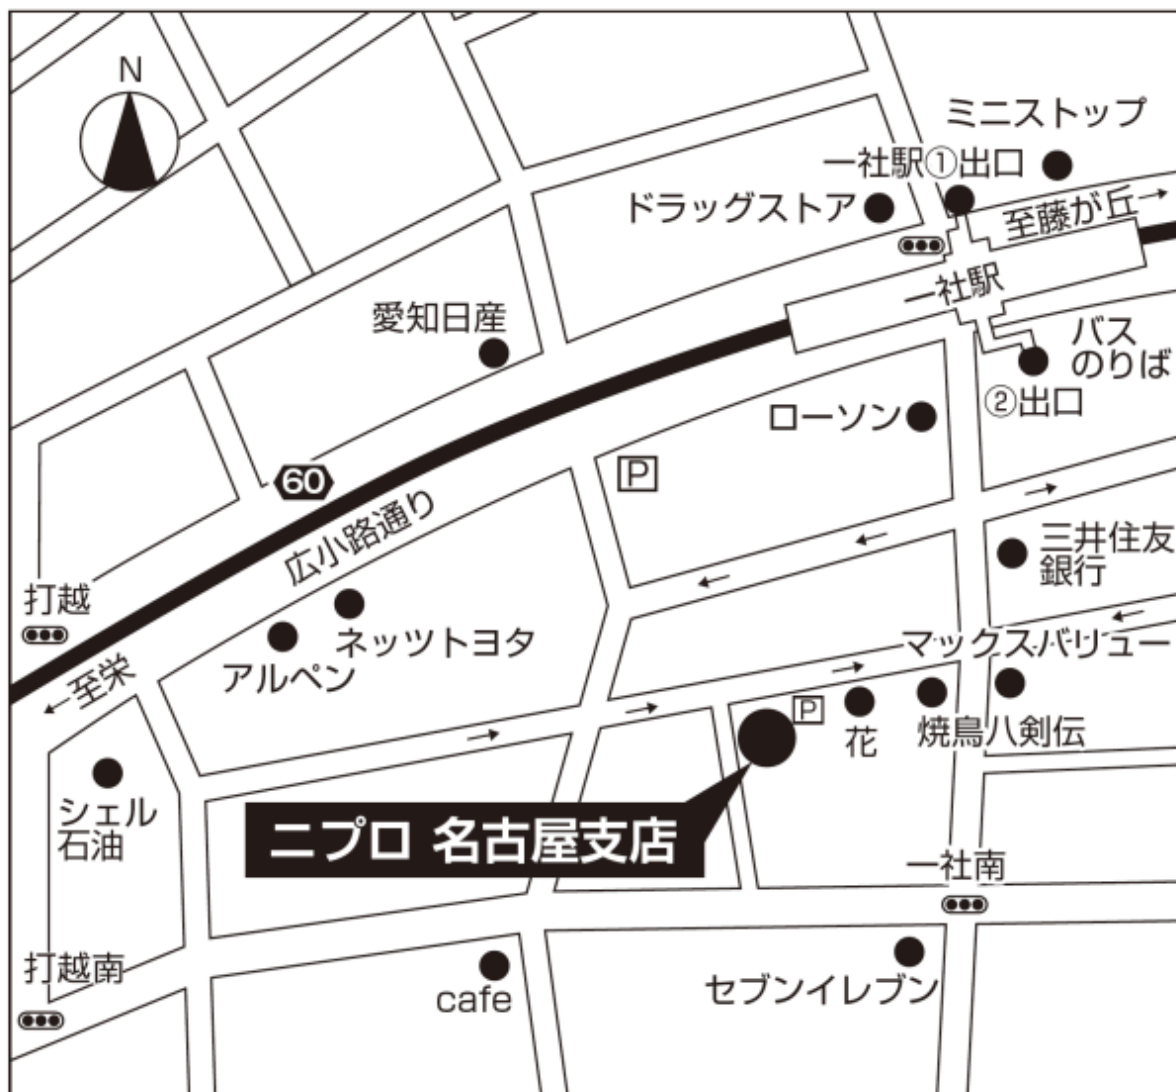 N
ミニストップ
一社駅①出口
ドラッグストア
至藤が丘→
一社駅
愛知日産
バス
のりば
②出口
ローソン
P
60
広小路通り
三井住友
銀行
打越
ネッツトヨタ
マックスバリュー
アルペン
←至栄
P
花
焼鳥八剣伝
シェル
石油
ニプロ 名古屋支店
一社南
打越南
cafe
セブンイレブン